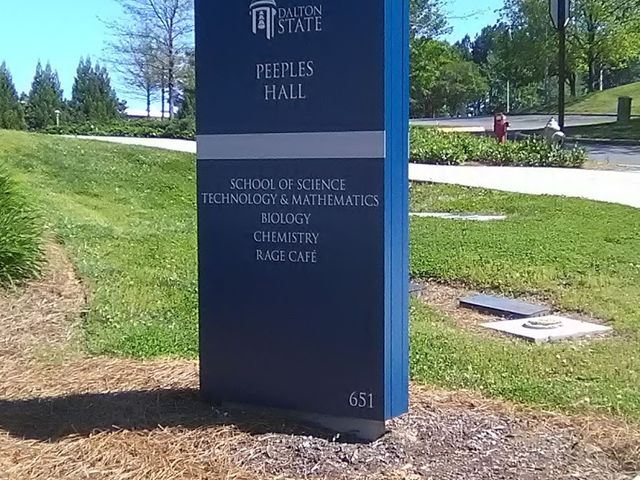 DALTON
STATE
PEEPLES
HALL
SCHOOL OF SCIENCE
TECHNOLOGY & MATHEMATICS
BIOLOGY
CHEMISTRY
RAGE CAFÉ
651